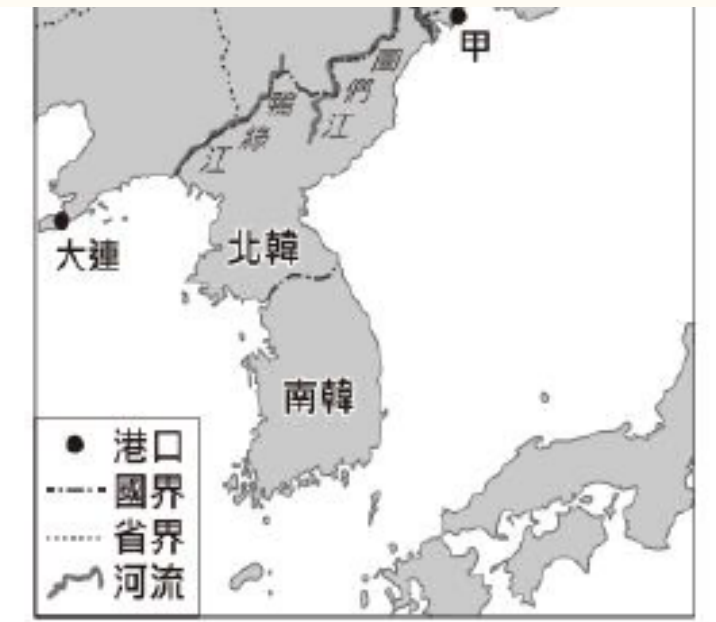 甲
圖
們
江
鴨
綠
江
大連
北韓
南韓
港口
國界
省界
河流